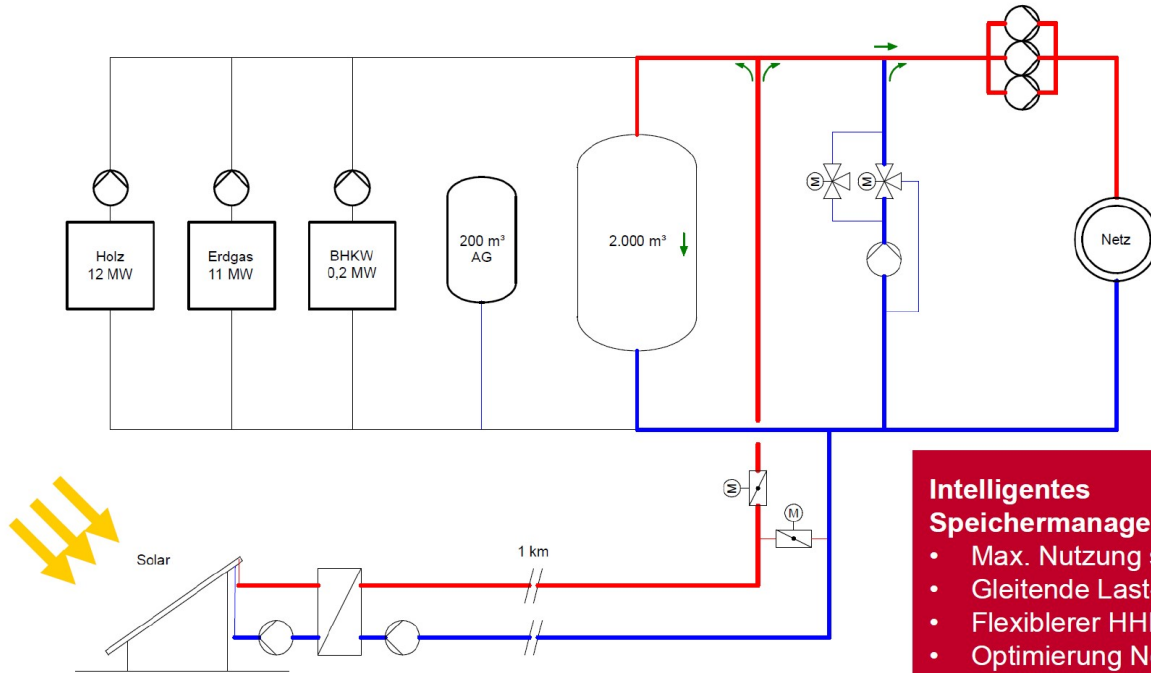 Holz
12 MW
Erdgas
11 MW
BHKW
0,2 MW
200 m³
AG
2.000 m³
M
M
Netz
M
M
Solar
1 km
Intelligentes
Speichermanage
• Max. Nutzung s
• Gleitende Last
• Flexiblerer HH
• Optimierung N